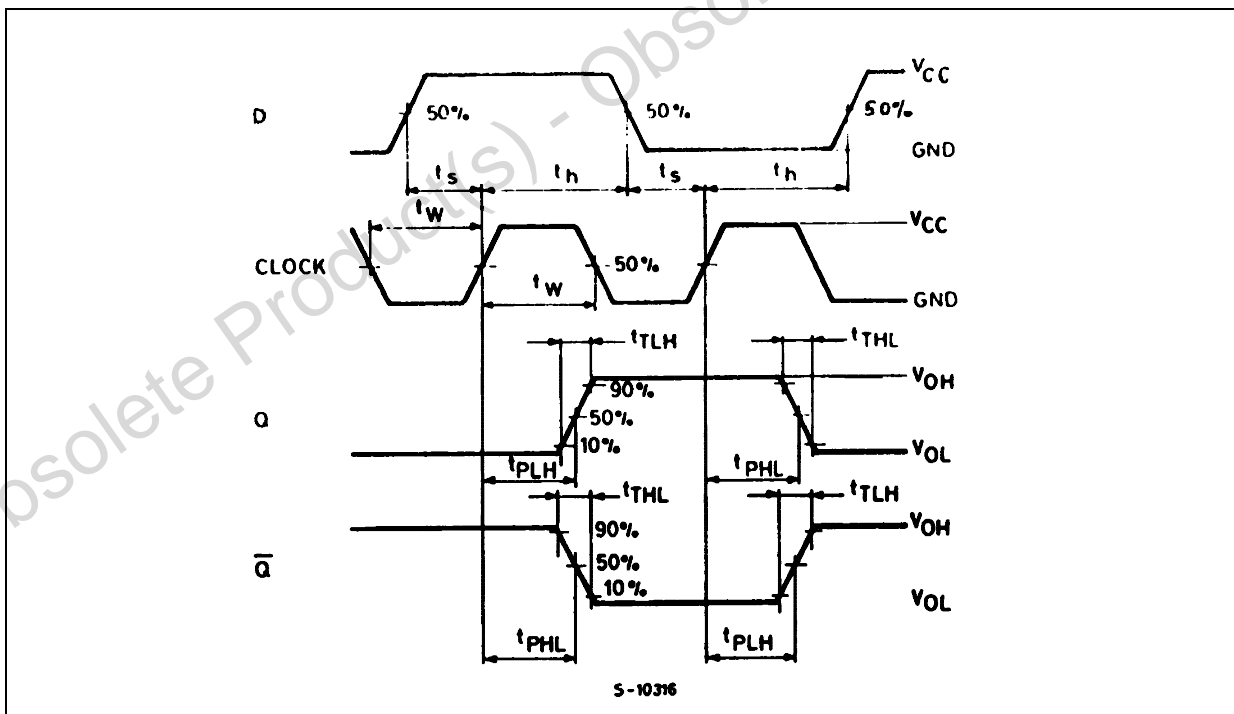 Obsolete Product(s) - Obsol
VCC
D
50%
50%
50%
GND
ts
th
ts
th
tW
VCC
CLOCK
50%
tW
GND
tTLH
tTHL
VOH
90%
Q
50%
10%
VOL
tPLH
tPHL
tTHL
tTLH
VOH
90%
Q̅
50%
10%
VOL
tPHL
tPLH
S-10316